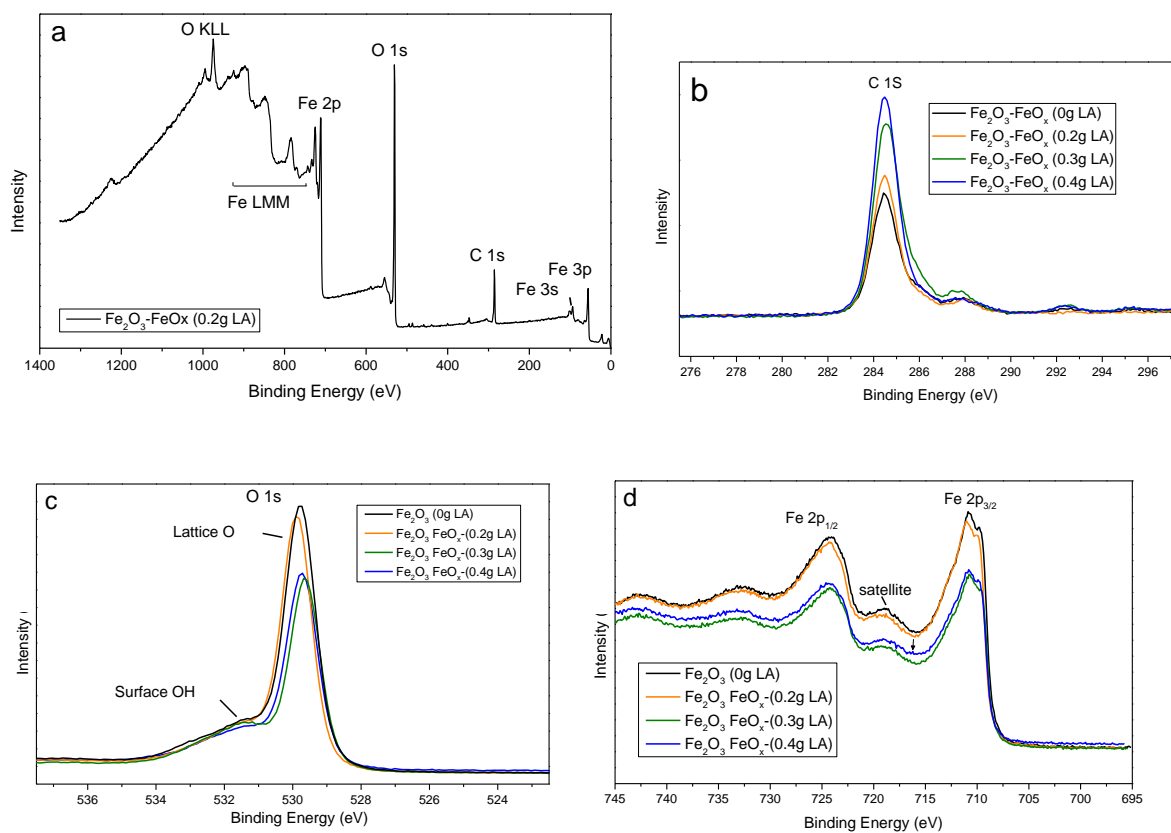 a
O KLL
O 1s
Fe 2p
Fe LMM
C 1s
Fe 3p
Fe 3s
Fe₂O₃-FeOx (0.2g LA)
Intensity
1400 1200 1000 800 600 400 200 0
Binding Energy (eV)
b
C 1S
Fe₂O₃-FeOₓ (0g LA)
Fe₂O₃-FeOₓ (0.2g LA)
Fe₂O₃-FeOₓ (0.3g LA)
Fe₂O₃-FeOₓ (0.4g LA)
Intensity
276 278 280 282 284 286 288 290 292 294 296
Binding Energy (eV)
c
O 1s
Lattice O
Surface OH
Fe₂O₃ (0g LA)
Fe₂O₃ FeOₓ-(0.2g LA)
Fe₂O₃ FeOₓ-(0.3g LA)
Fe₂O₃ FeOₓ-(0.4g LA)
Intensity (
536 534 532 530 528 526 524
Binding Energy (eV)
d
Fe 2p₁/₂
Fe 2p₃/₂
satellite
Fe₂O₃ (0g LA)
Fe₂O₃ FeOₓ-(0.2g LA)
Fe₂O₃ FeOₓ-(0.3g LA)
Fe₂O₃ FeOₓ-(0.4g LA)
Intensity (
745 740 735 730 725 720 715 710 705 700 695
Binding Energy (eV)